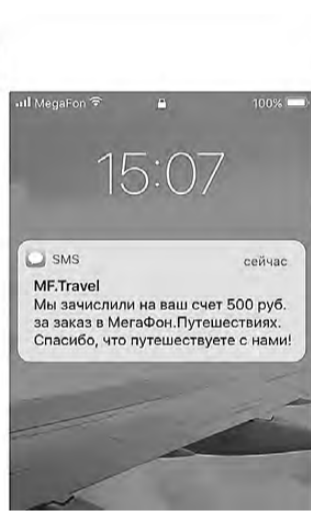 MegaFon
100%
15:07
SMS
сейчас
MF.Travel
Мы зачислили на ваш счет 500 руб.
за заказ в МегаФон.Путешествиях.
Спасибо, что путешествуете с нами!